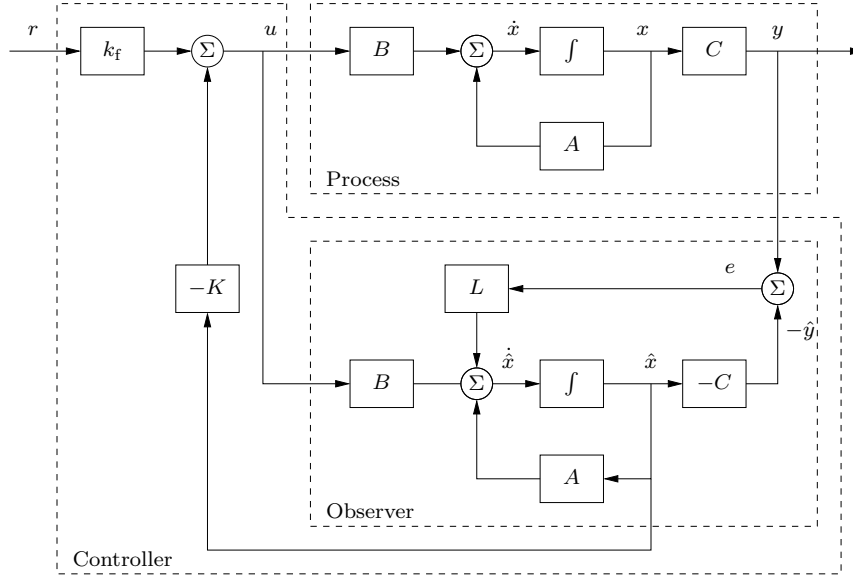 r
k_f
Σ
u
B
Σ
ẋ
∫
x
C
y
A
Process
−K
L
e
Σ
−ŷ
B
Σ
x̂̇
∫
x̂
−C
A
Observer
Controller